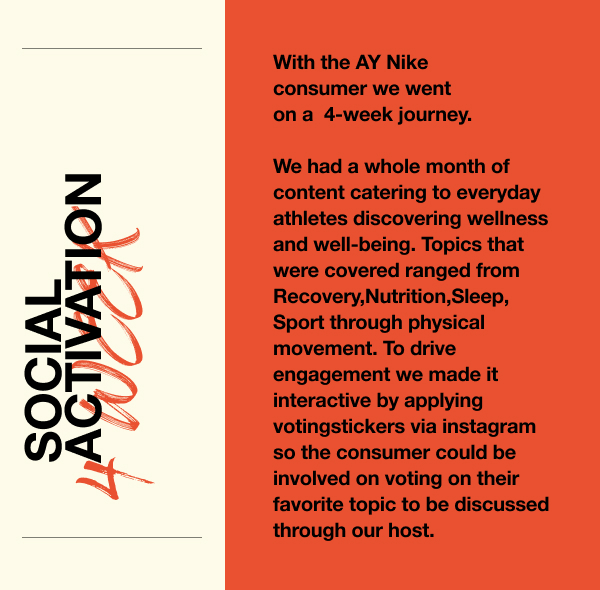 SOCIAL
ACTIVATION
4 WEEK
With the AY Nike
consumer we went
on a  4-week journey.
We had a whole month of
content catering to everyday
athletes discovering wellness
and well-being. Topics that
were covered ranged from
Recovery,Nutrition,Sleep,
Sport through physical
movement. To drive
engagement we made it
interactive by applying
votingstickers via instagram
so the consumer could be
involved on voting on their
favorite topic to be discussed
through our host.